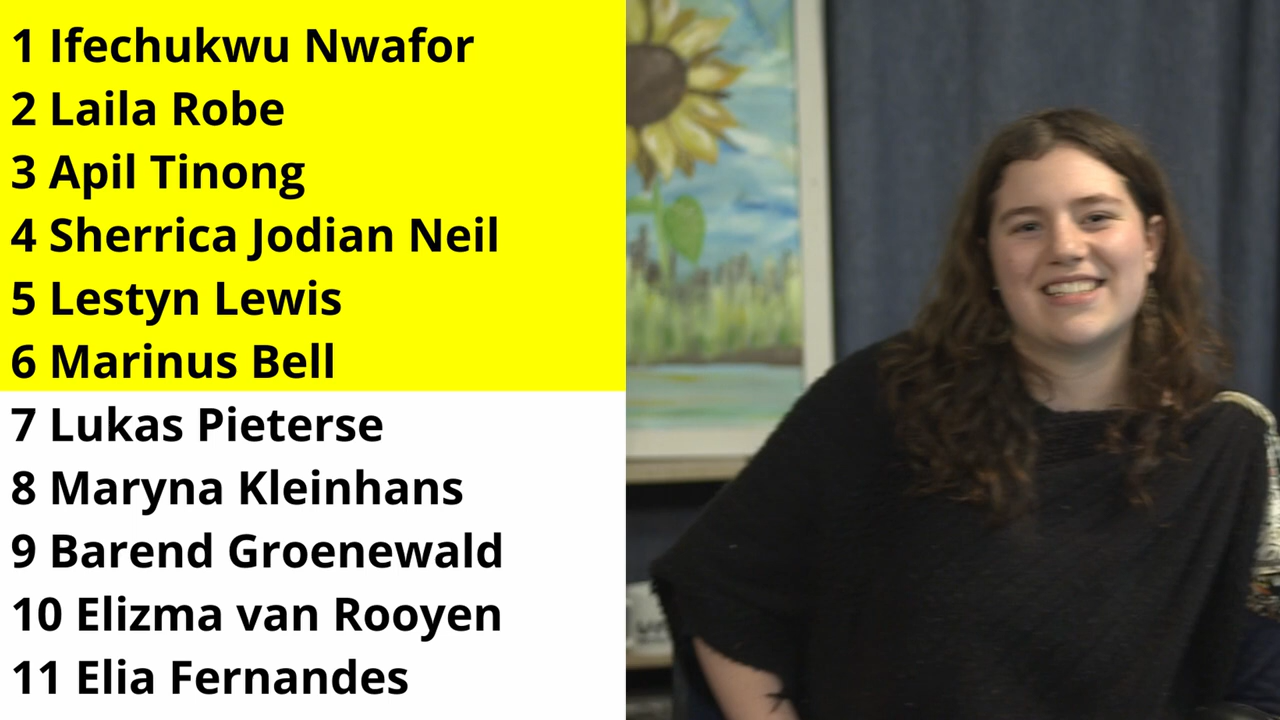 1 Ifechukwu Nwafor
2 Laila Robe
3 Apil Tinong
4 Sherrica Jodian Neil
5 Lestyn Lewis
6 Marinus Bell
7 Lukas Pieterse
8 Maryna Kleinhans
9 Barend Groenewald
10 Elizma van Rooyen
11 Elia Fernandes